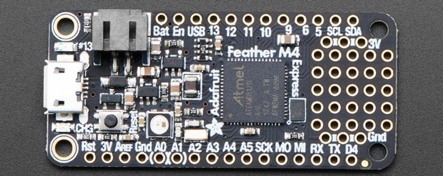 Bat En USB 13 12 11 10 9 6 5 SCL SDA
#13
3V
Feather M4
Express
Adafruit
Atmel
CHG
Reset
Gnd
Rst 3V ARef Gnd A0 A1 A2 A3 A4 A5 SCK MO MI RX TX D4